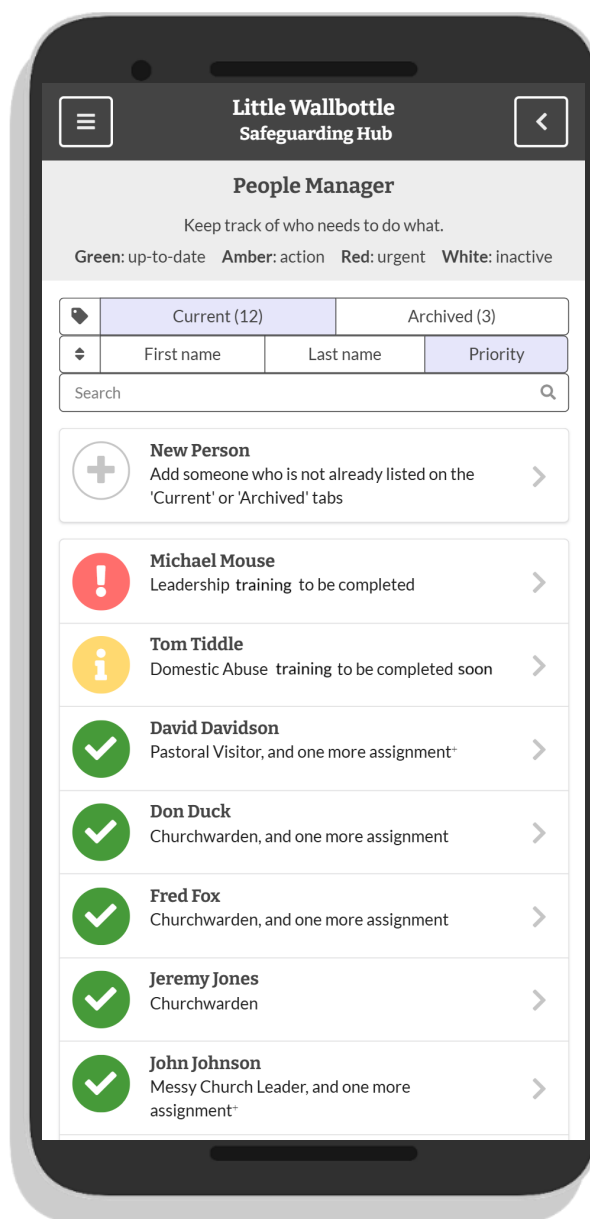 Little Wallbottle
Safeguarding Hub
People Manager
Keep track of who needs to do what.
Green: up-to-date Amber: action Red: urgent White: inactive
Current (12) Archived (3)
First name Last name Priority
Search
New Person
Add someone who is not already listed on the
'Current' or 'Archived' tabs
Michael Mouse
Leadership training to be completed
Tom Tiddle
Domestic Abuse training to be completed soon
David Davidson
Pastoral Visitor, and one more assignment⁺
Don Duck
Churchwarden, and one more assignment
Fred Fox
Churchwarden, and one more assignment
Jeremy Jones
Churchwarden
John Johnson
Messy Church Leader, and one more
assignment⁺